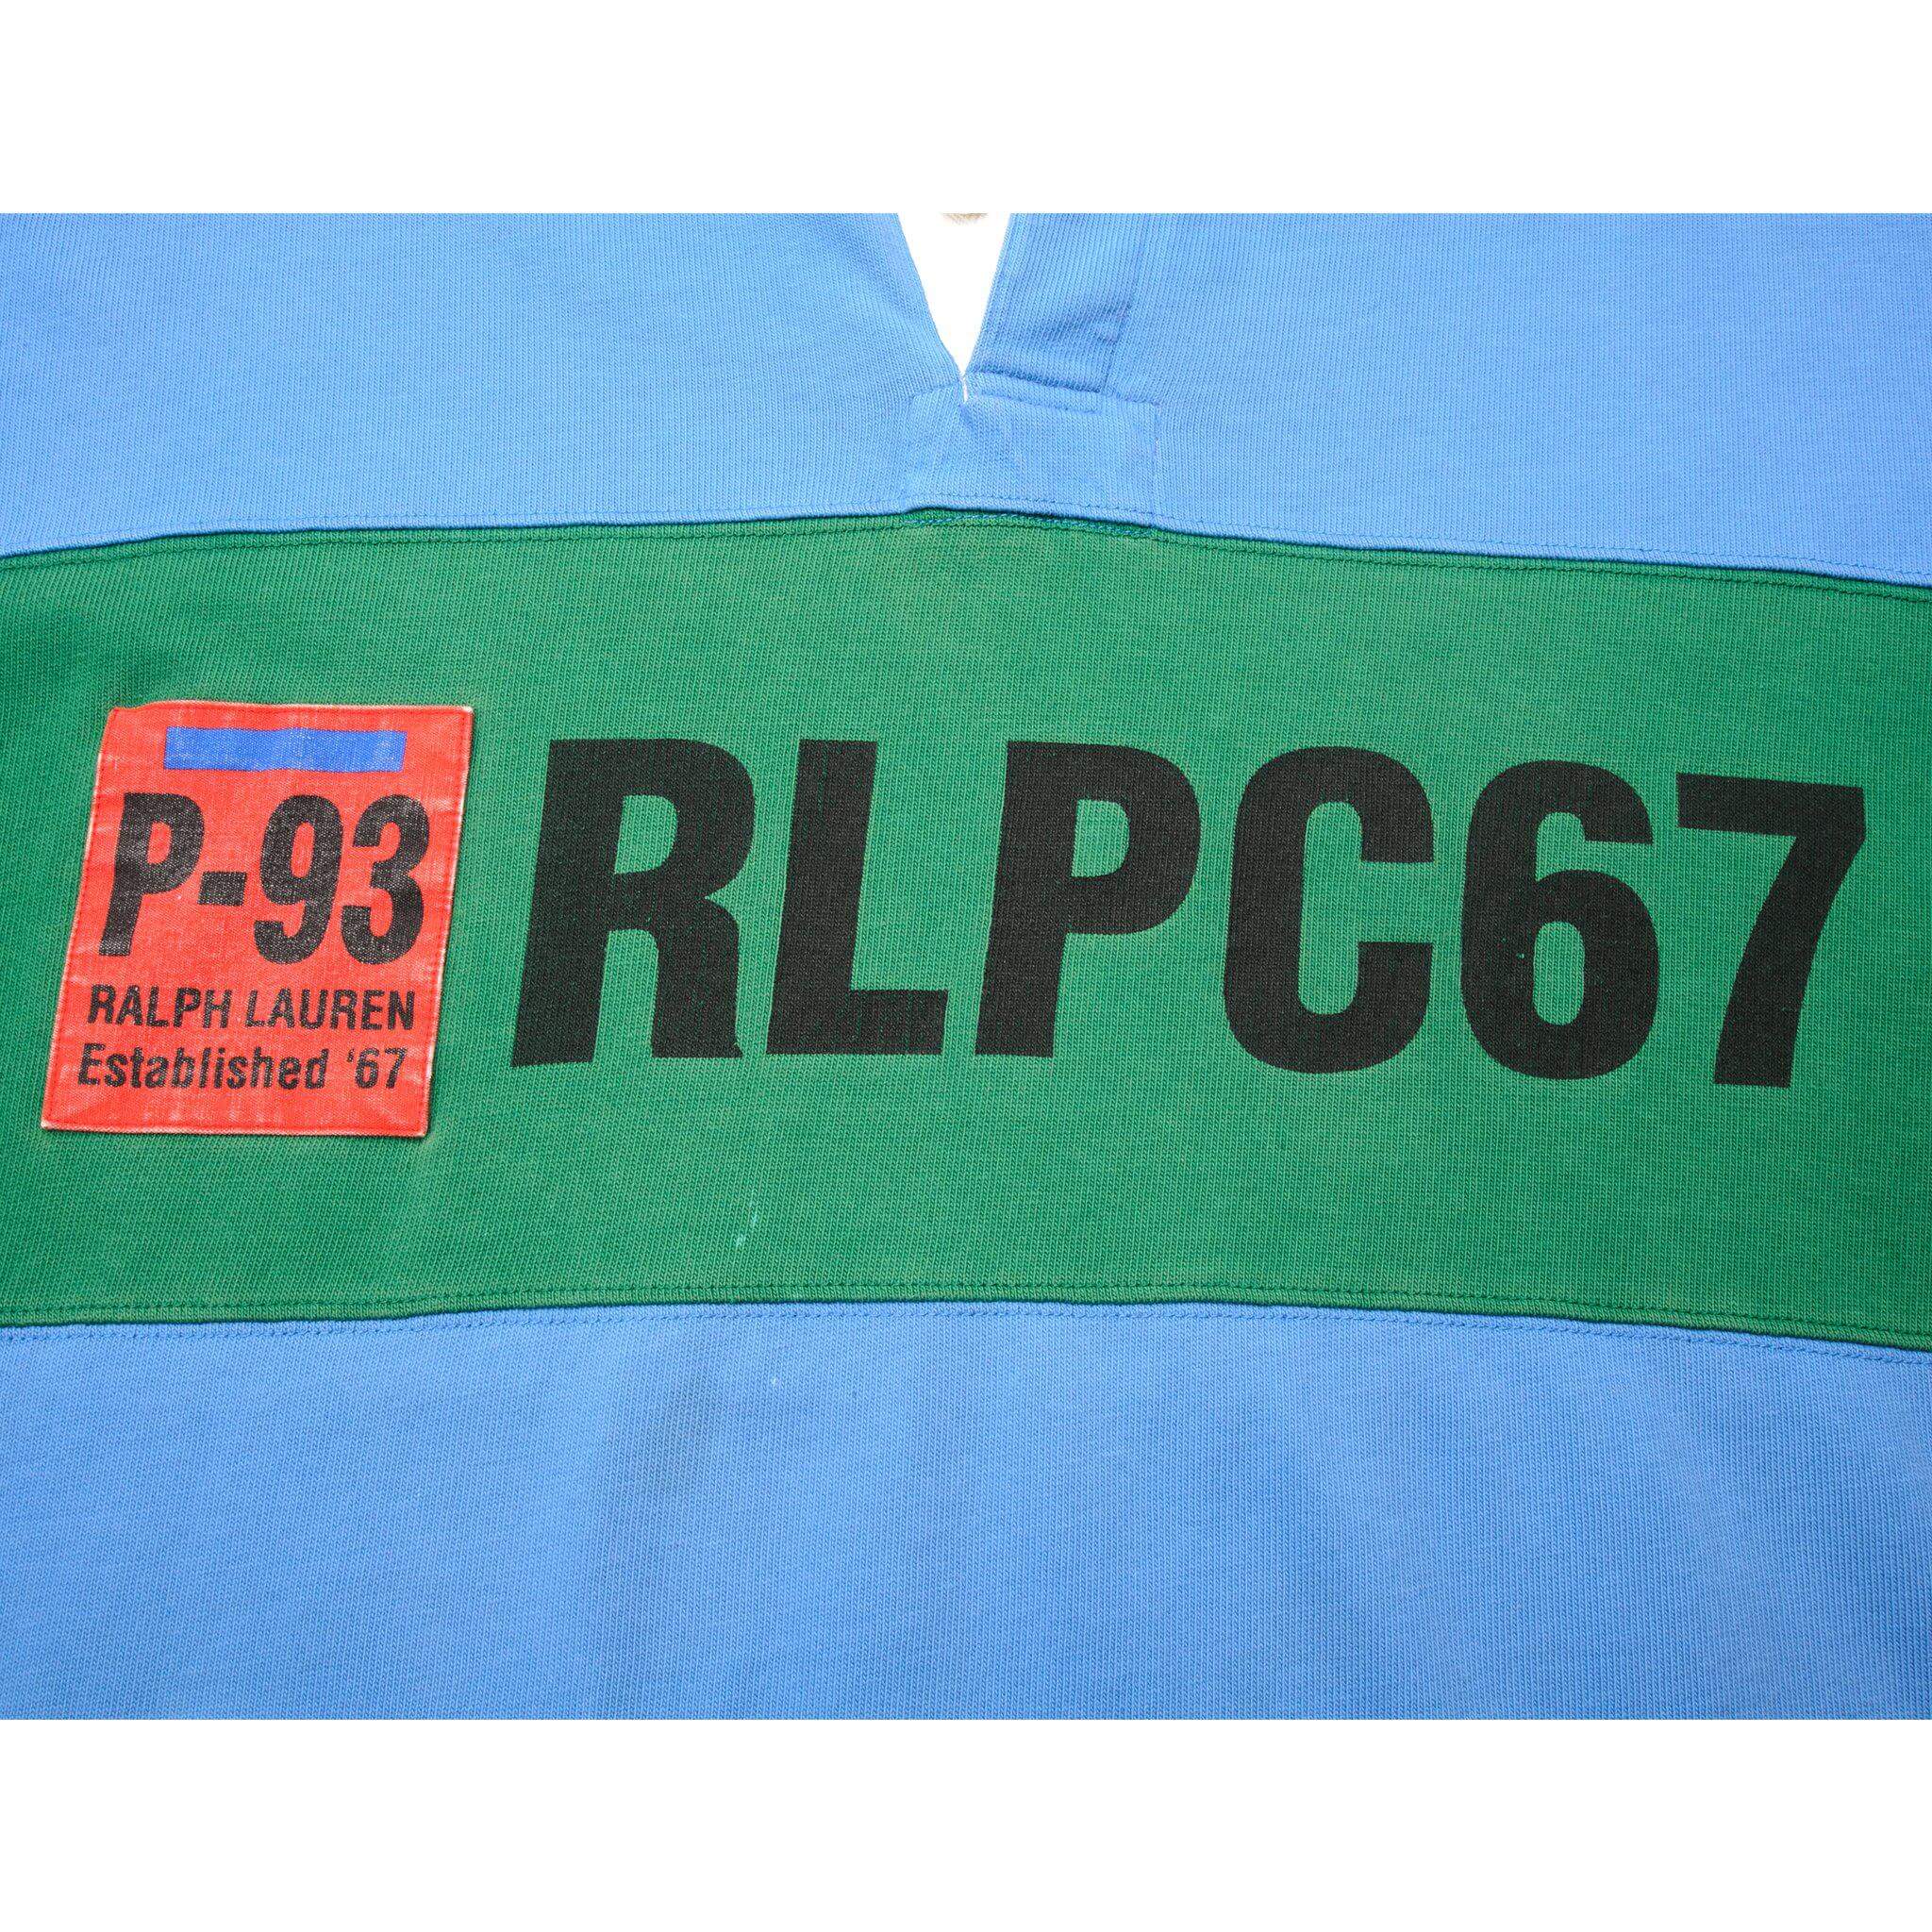 P-93
RALPH LAUREN
Established '67
RLPC67